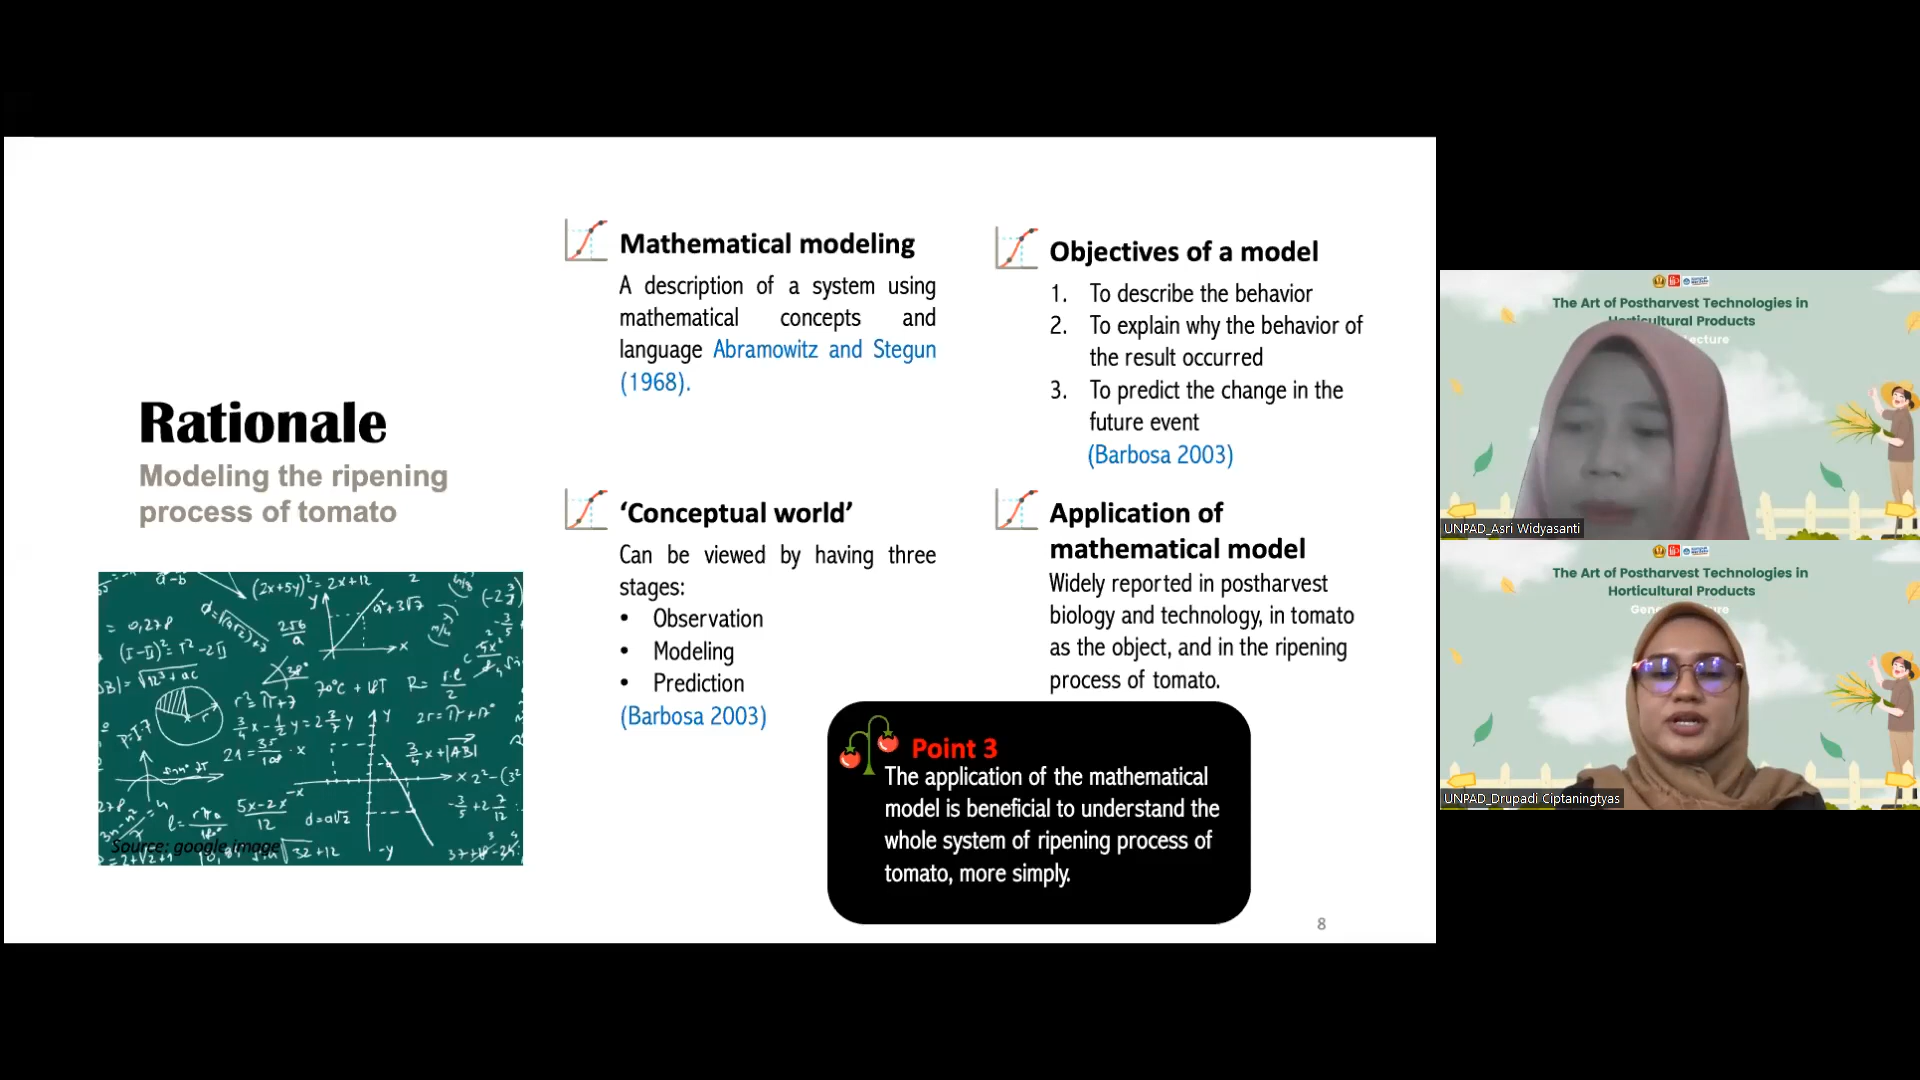 Rationale
Modeling the ripening
process of tomato
Source: google image
Mathematical modeling
A description of a system using
mathematical concepts and
language Abramowitz and Stegun
(1968).
Objectives of a model
1. To describe the behavior
2. To explain why the behavior of
the result occurred
3. To predict the change in the
future event
(Barbosa 2003)
‘Conceptual world’
Can be viewed by having three
stages:
• Observation
• Modeling
• Prediction
(Barbosa 2003)
Application of
mathematical model
Widely reported in postharvest
biology and technology, in tomato
as the object, and in the ripening
process of tomato.
Point 3
The application of the mathematical
model is beneficial to understand the
whole system of ripening process of
tomato, more simply.
8
The Art of Postharvest Technologies in
Horticultural Products
UNPAD_Asri Widyasanti
The Art of Postharvest Technologies in
Horticultural Products
UNPAD_Drupadi Ciptaningtyas